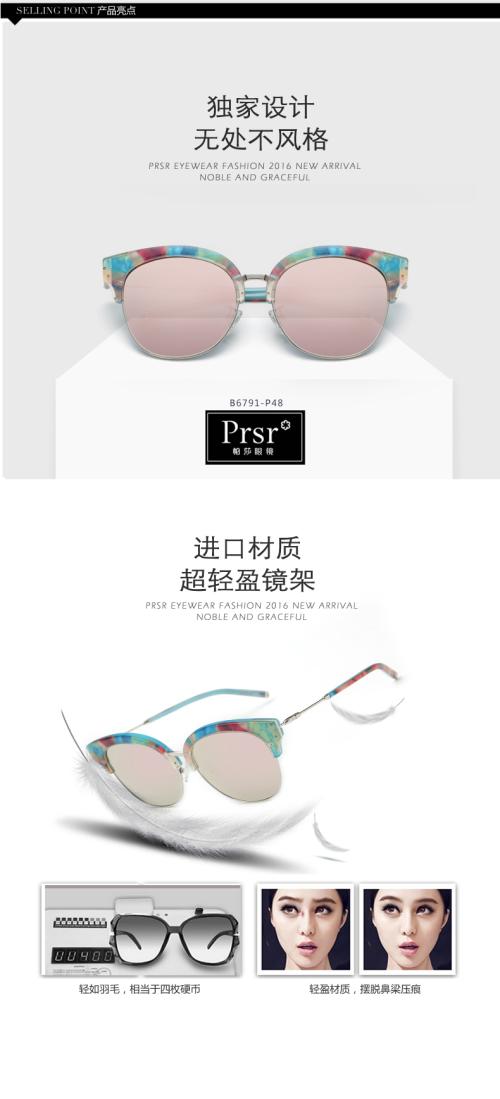 SELLING POINT 产品亮点
独家设计
无处不风格
PRSR EYEWEAR FASHION 2016 NEW ARRIVAL
NOBLE AND GRACEFUL
B6791-P48
Prsr
帕莎眼镜
进口材质
超轻盈镜架
PRSR EYEWEAR FASHION 2016 NEW ARRIVAL
NOBLE AND GRACEFUL
轻如羽毛，相当于四枚硬币
轻盈材质，摆脱鼻梁压痕